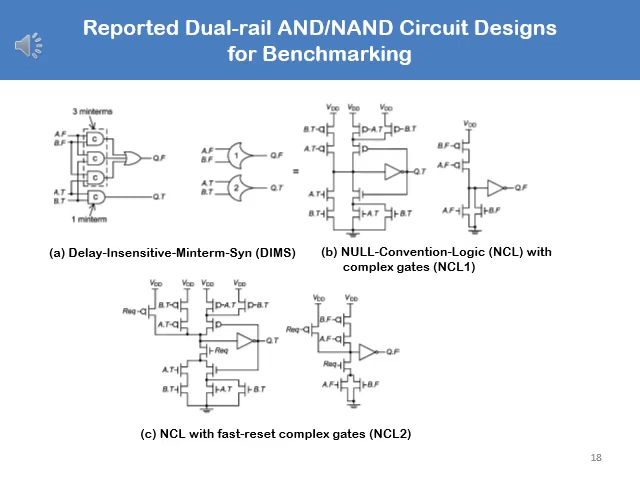 Reported Dual-rail AND/NAND Circuit Designs
for Benchmarking
3 minterms
A.F
B.F
C
C
C
Q.F
A.T
B.T
C
Q.T
1 minterm
A.F
B.F
1
Q.F
A.T
B.T
2
Q.T
=
VDD VDD VDD
B.T
A.T
B.T
A.T
Q.T
A.T
B.T
A.T
B.T
VDD
B.F
A.F
Q.F
A.F
B.F
(a) Delay-Insensitive-Minterm-Syn (DIMS)
(b) NULL-Convention-Logic (NCL) with
complex gates (NCL1)
VDD VDD VDD VDD
Req
B.T
A.T
B.T
A.T
Q.T
Req
A.T
B.T
A.T
B.T
VDD VDD
Req
B.F
A.F
Q.F
Req
A.F
B.F
(c) NCL with fast-reset complex gates (NCL2)
18